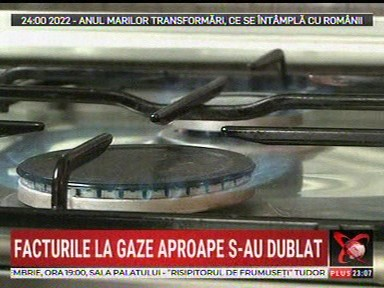 24:00 2022 - ANUL MARILOR TRANSFORMĂRI, CE SE ÎNTÂMPLĂ CU ROMÂNII
FACTURILE LA GAZE APROAPE S-AU DUBLAT
MBRIE, ORA 19:00, SALA PALATULUI - "RISIPITORUL DE FRUMUSEȚI" TUDOR
PLUS 23:07